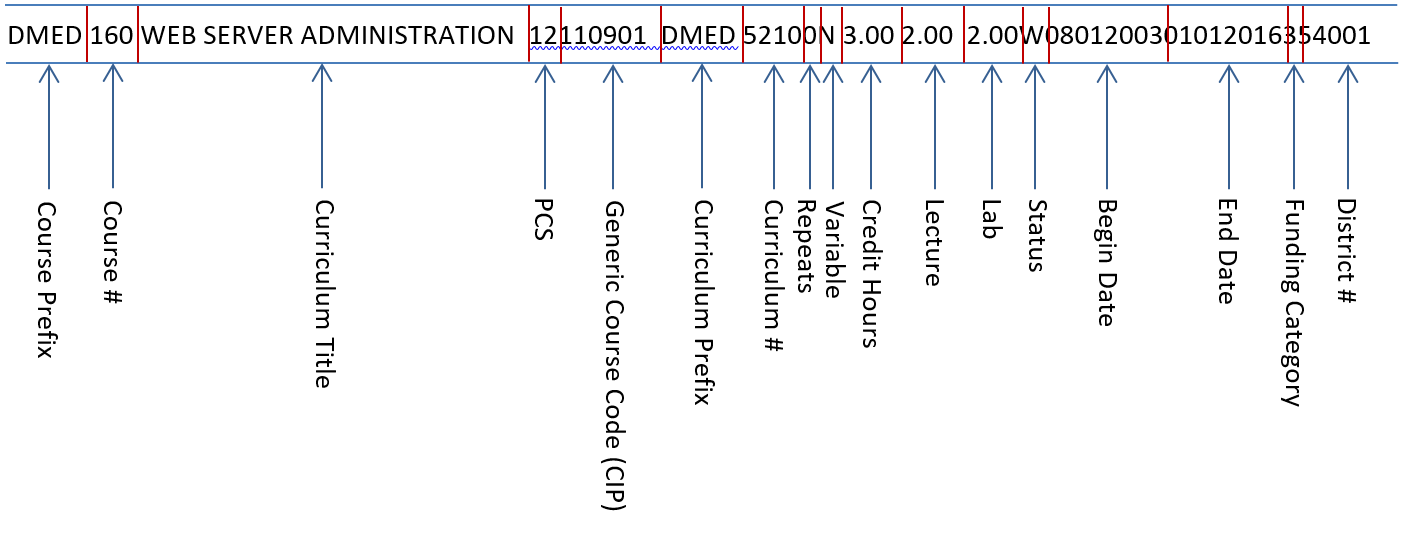 DMED 160 WEB SERVER ADMINISTRATION 12110901 DMED 52100N 3.00 2.00 2.00W0801200301012016354001
Course Prefix
Course #
Curriculum Title
PCS
Generic Course Code (CIP)
Curriculum Prefix
Curriculum #
Repeats
Variable
Credit Hours
Lecture
Lab
Status
Begin Date
End Date
Funding Category
District #